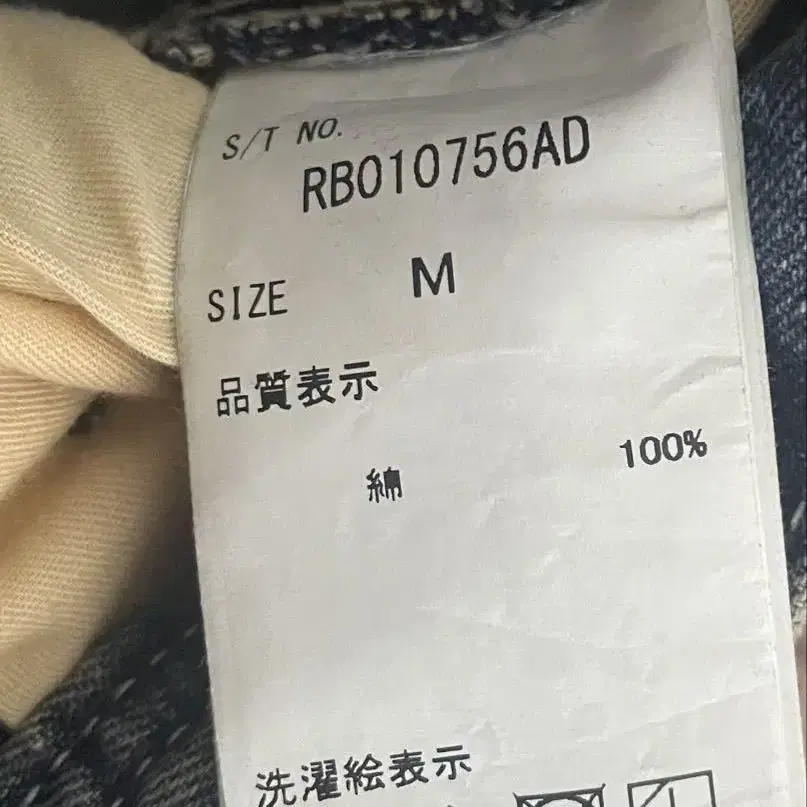 S/T NO.
RB010756AD
SIZE M
品質表示
綿 100%
洗濯絵表示